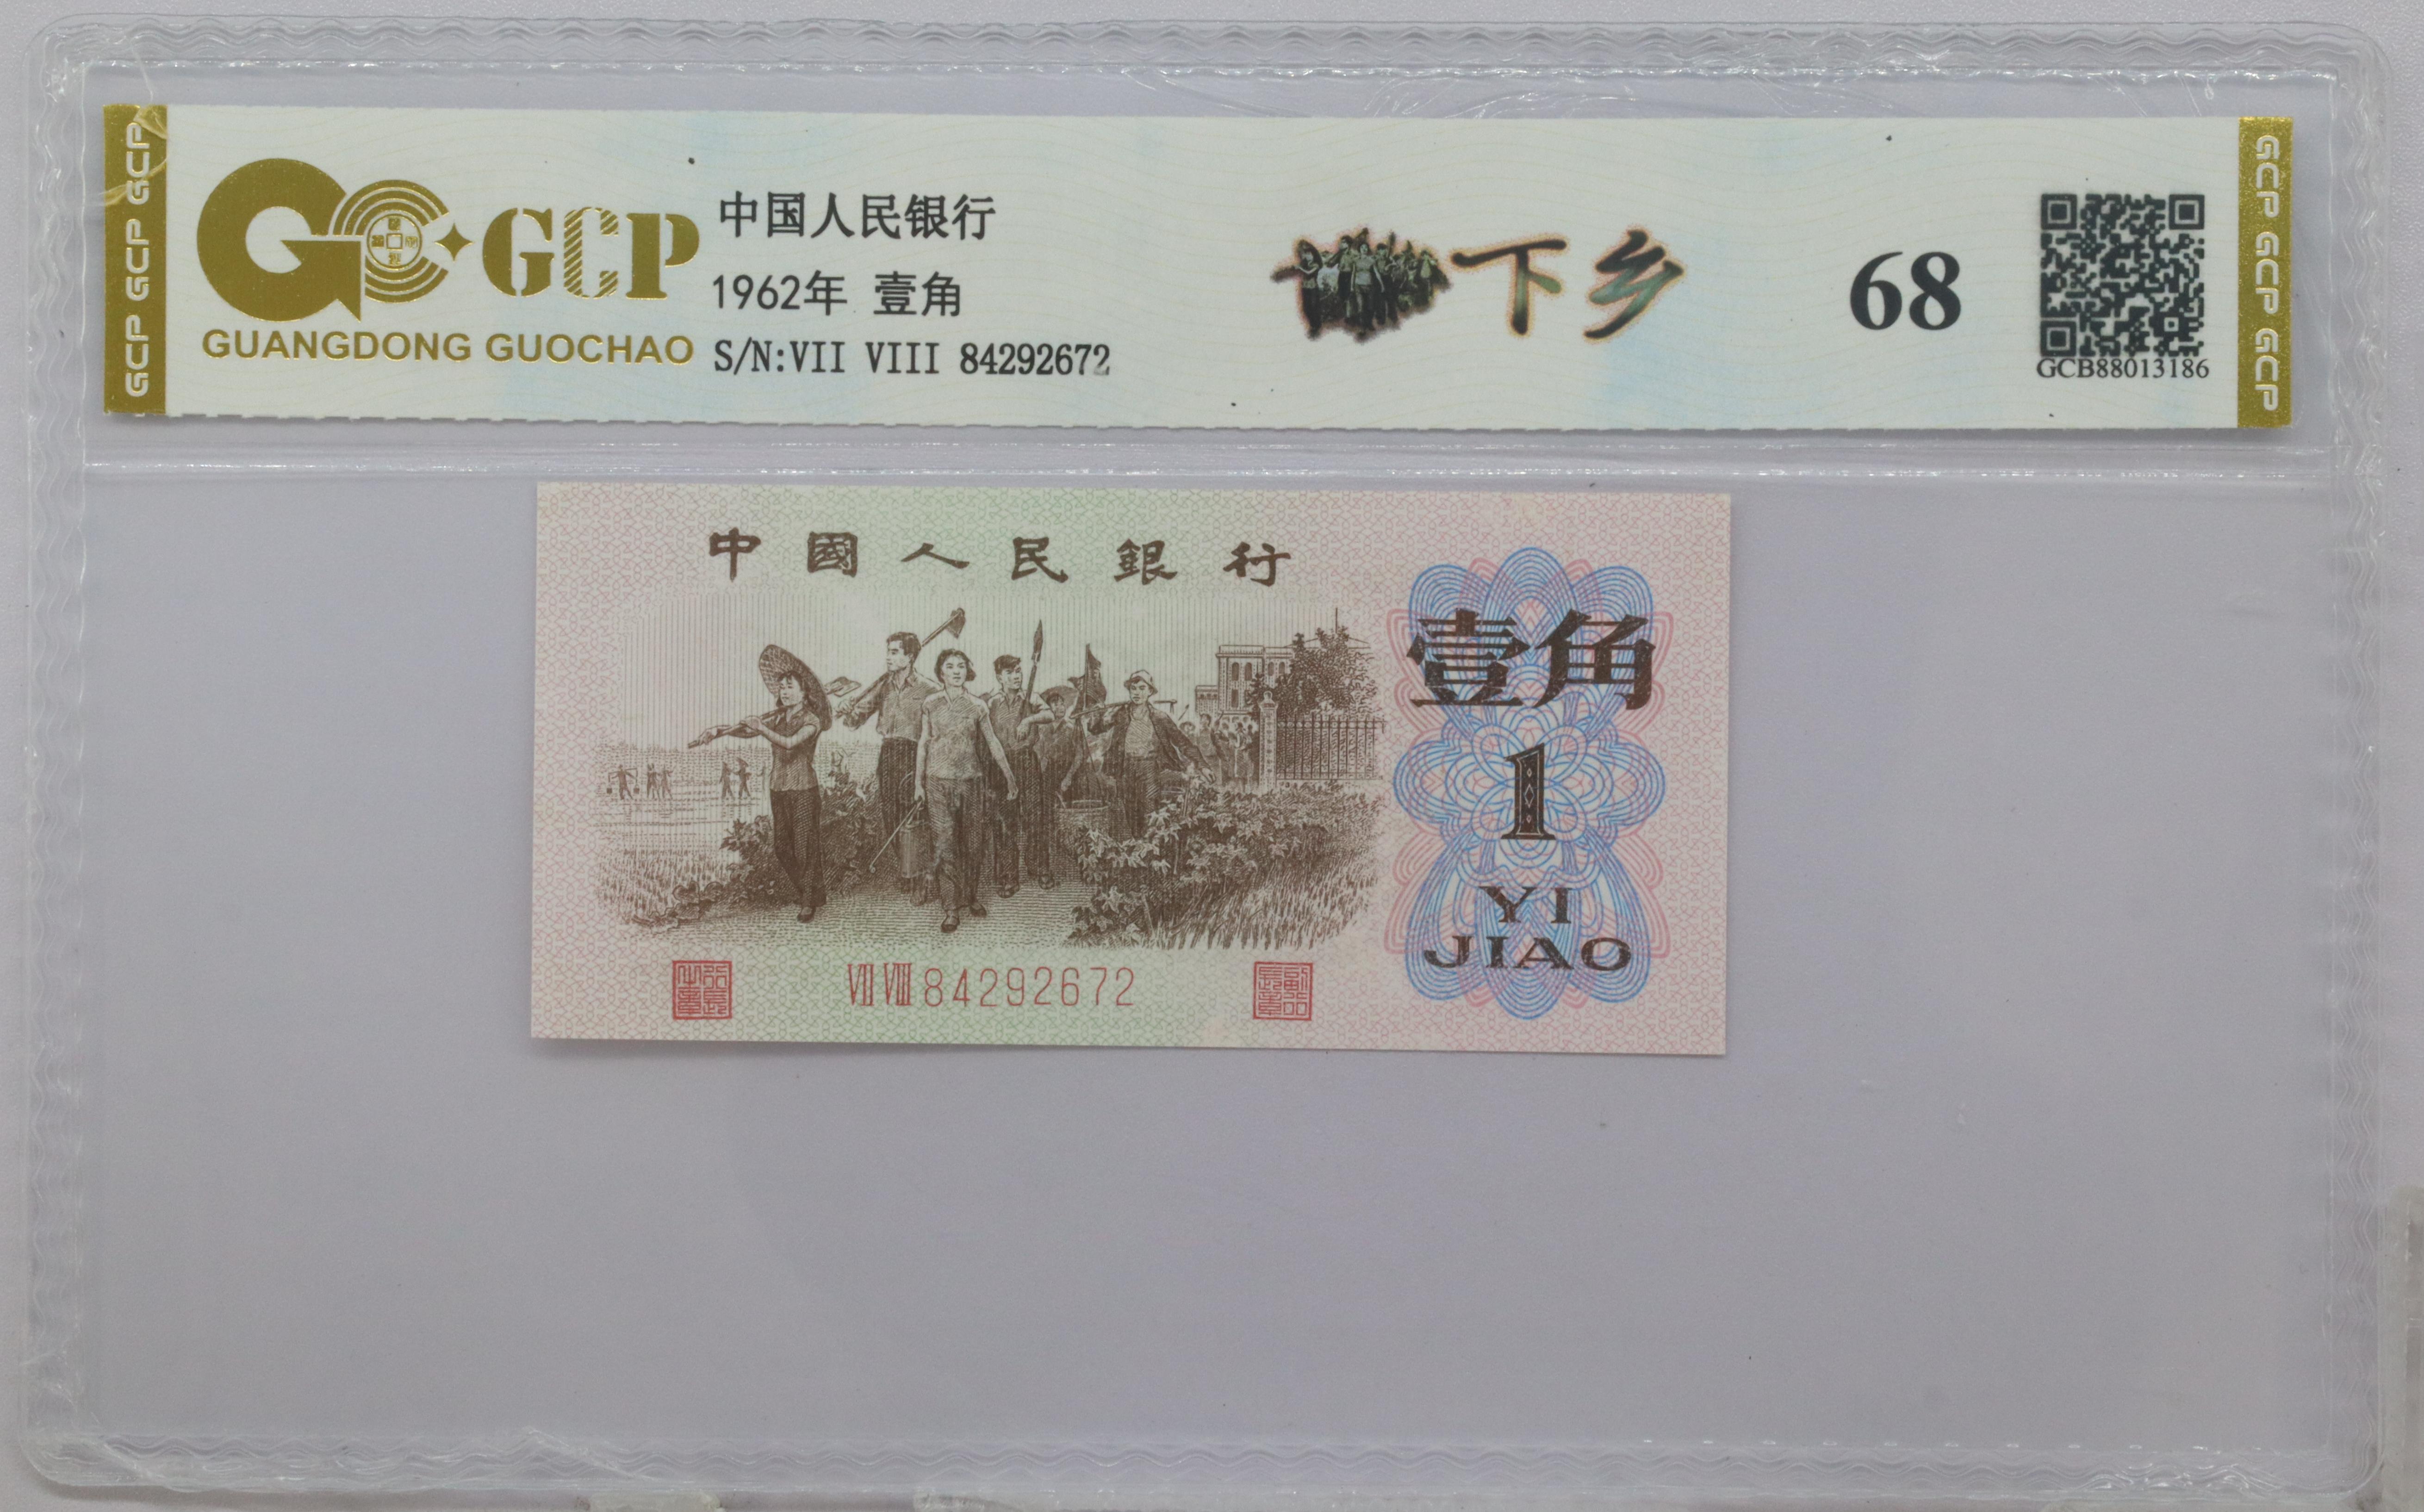 GCP GCP GCP
GCP
GUANGDONG GUOCHAO
中国人民银行
1962年 壹角
S/N:VII VIII 84292672
下乡
68
GCB88013186
GCP GCP GCP
中國人民銀行
壹角
1
YI
JIAO
VII VIII 84292672